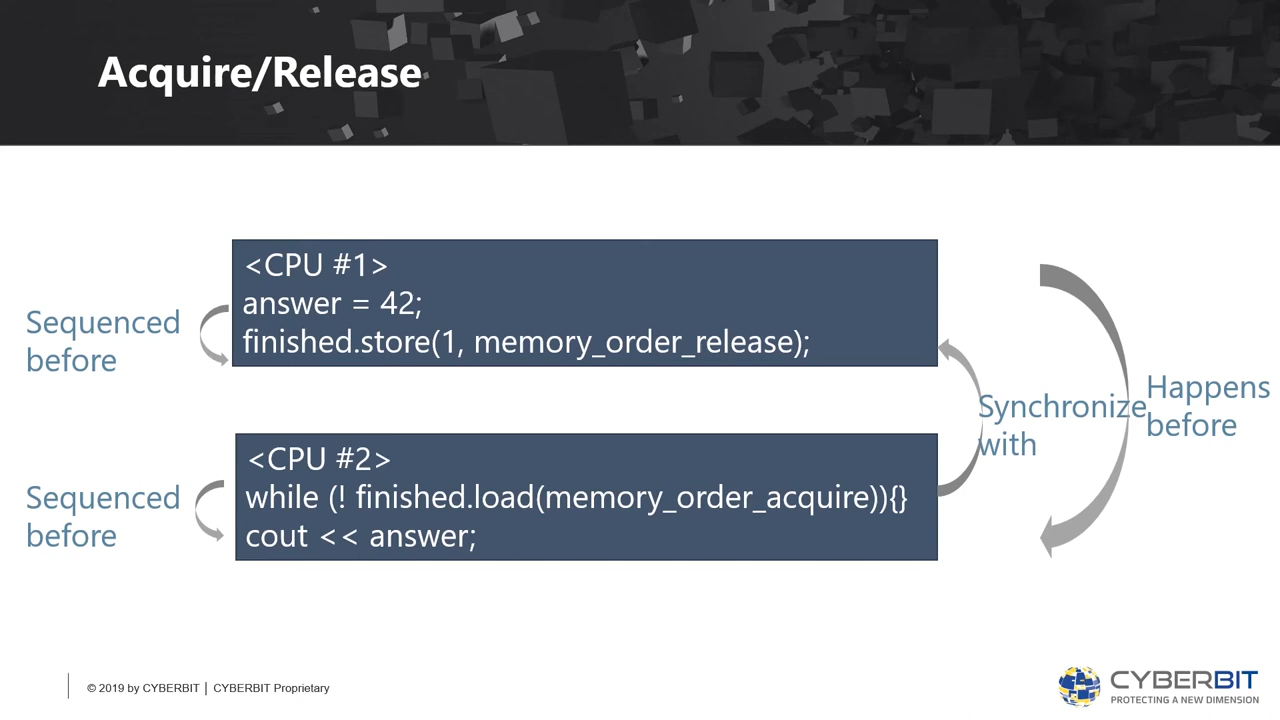 Acquire/Release
<CPU #1>
answer = 42;
finished.store(1, memory_order_release);
Sequenced
before
<CPU #2>
while (! finished.load(memory_order_acquire)){}
cout << answer;
Sequenced
before
Synchronize
with
Happens
before
© 2019 by CYBERBIT | CYBERBIT Proprietary
CYBERBIT
PROTECTING A NEW DIMENSION